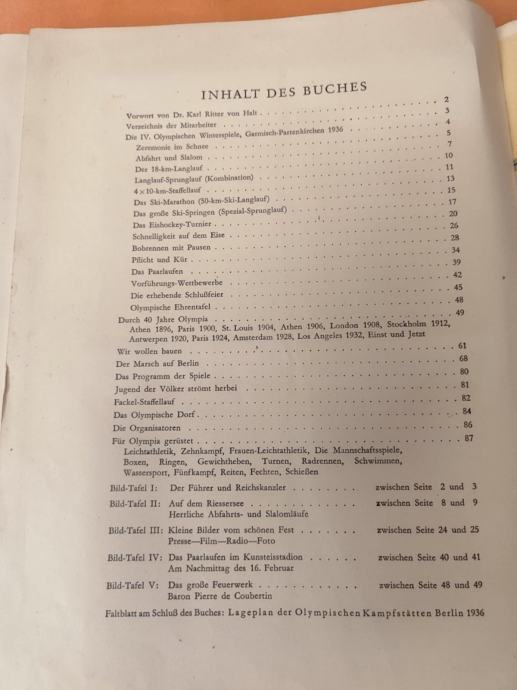 INHALT DES BUCHES
Vorwort von Dr. Karl Ritter von Halt . . . . . . . . . . 2
Verzeichnis der Mitarbeiter . . . . . . . . . . 3
Die IV. Olympischen Winterspiele, Garmisch-Partenkirchen 1936 . . . . . . . . . . 4
Zeremonie im Schnee . . . . . . . . . . 5
Abfahrt und Slalom . . . . . . . . . . 7
Der 18-km-Langlauf . . . . . . . . . . 10
Langlauf-Sprunglauf (Kombination) . . . . . . . . . . 11
4×10-km-Staffellauf . . . . . . . . . . 13
Das Ski-Marathon (50-km-Ski-Langlauf) . . . . . . . . . . 15
Das große Ski-Springen (Spezial-Sprunglauf) . . . . . . . . . . 17
Das Eishockey-Turnier . . . . . . . . . . 20
Schnelligkeit auf dem Eise . . . . . . . . . . 26
Bobrennen mit Pausen . . . . . . . . . . 28
Pflicht und Kür . . . . . . . . . . 34
Das Paarlaufen . . . . . . . . . . 39
Vorführungs-Wettbewerbe . . . . . . . . . . 42
Die erhebende Schlußfeier . . . . . . . . . . 45
Olympische Ehrentafel . . . . . . . . . . 48
Durch 40 Jahre Olympia . . . . . . . . . . 49
Athen 1896, Paris 1900, St. Louis 1904, Athen 1906, London 1908, Stockholm 1912,
Antwerpen 1920, Paris 1924, Amsterdam 1928, Los Angeles 1932, Einst und Jetzt
Wir wollen bauen . . . . . . . . . . 61
Der Marsch auf Berlin . . . . . . . . . . 68
Das Programm der Spiele . . . . . . . . . . 80
Jugend der Völker strömt herbei . . . . . . . . . . 81
Fackel-Staffellauf . . . . . . . . . . 82
Das Olympische Dorf . . . . . . . . . . 84
Die Organisatoren . . . . . . . . . . 86
Für Olympia gerüstet . . . . . . . . . . 87
Leichtathletik, Zehnkampf, Frauen-Leichtathletik, Die Mannschaftsspiele,
Boxen, Ringen, Gewichtheben, Turnen, Radrennen, Schwimmen,
Wassersport, Fünfkampf, Reiten, Fechten, Schießen
Bild-Tafel I: Der Führer und Reichskanzler . . . . . . . . zwischen Seite 2 und 3
Bild-Tafel II: Auf dem Riessersee . . . . . . . . zwischen Seite 8 und 9
Herrliche Abfahrts- und Slalomläufe
Bild-Tafel III: Kleine Bilder vom schönen Fest . . . . . . . zwischen Seite 24 und 25
Presse—Film—Radio—Foto
Bild-Tafel IV: Das Paarlaufen im Kunsteisstadion . . . . . . zwischen Seite 40 und 41
Am Nachmittag des 16. Februar
Bild-Tafel V: Das große Feuerwerk . . . . . . . . . . zwischen Seite 48 und 49
Baron Pierre de Coubertin
Faltblatt am Schluß des Buches: Lageplan der Olympischen Kampfstätten Berlin 1936